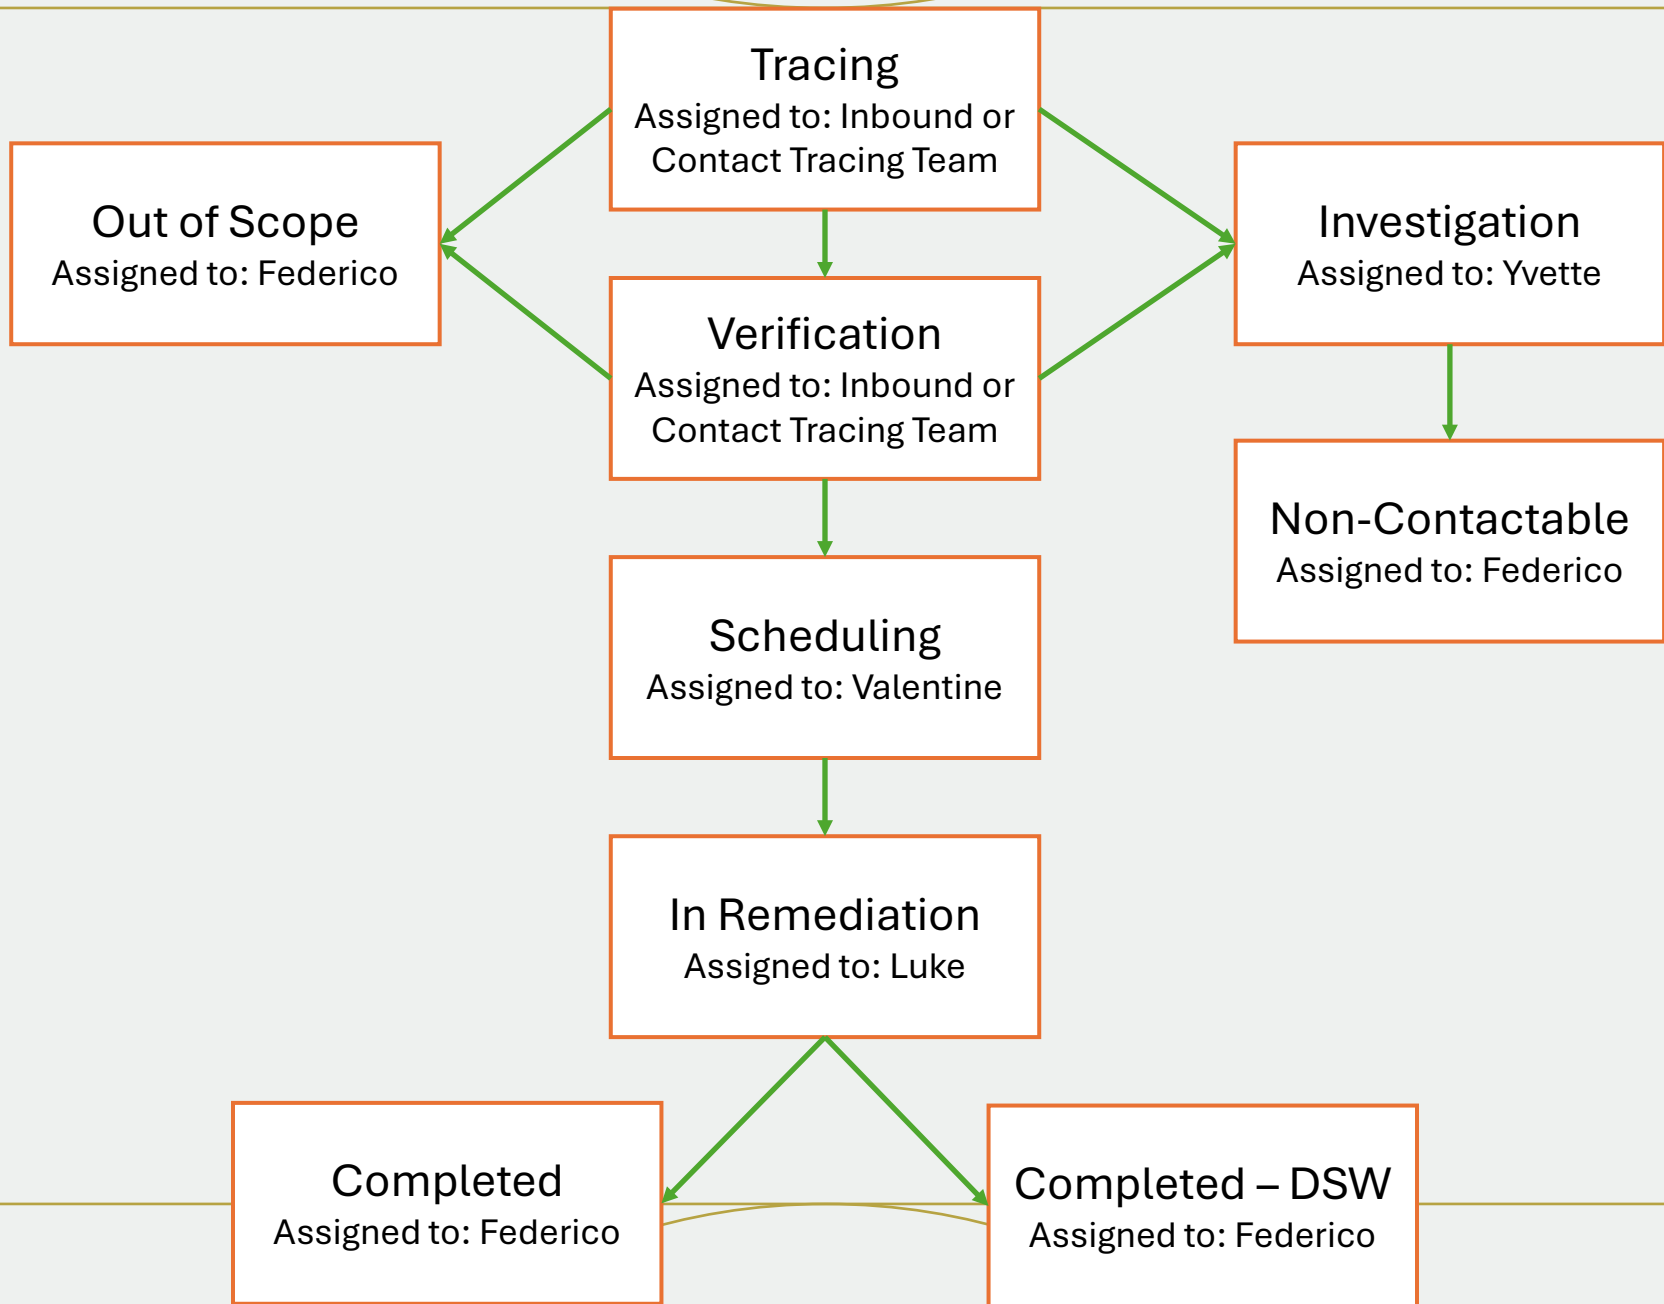 Tracing
Assigned to: Inbound or
Contact Tracing Team
Out of Scope
Assigned to: Federico
Investigation
Assigned to: Yvette
Verification
Assigned to: Inbound or
Contact Tracing Team
Non-Contactable
Assigned to: Federico
Scheduling
Assigned to: Valentine
In Remediation
Assigned to: Luke
Completed
Assigned to: Federico
Completed – DSW
Assigned to: Federico